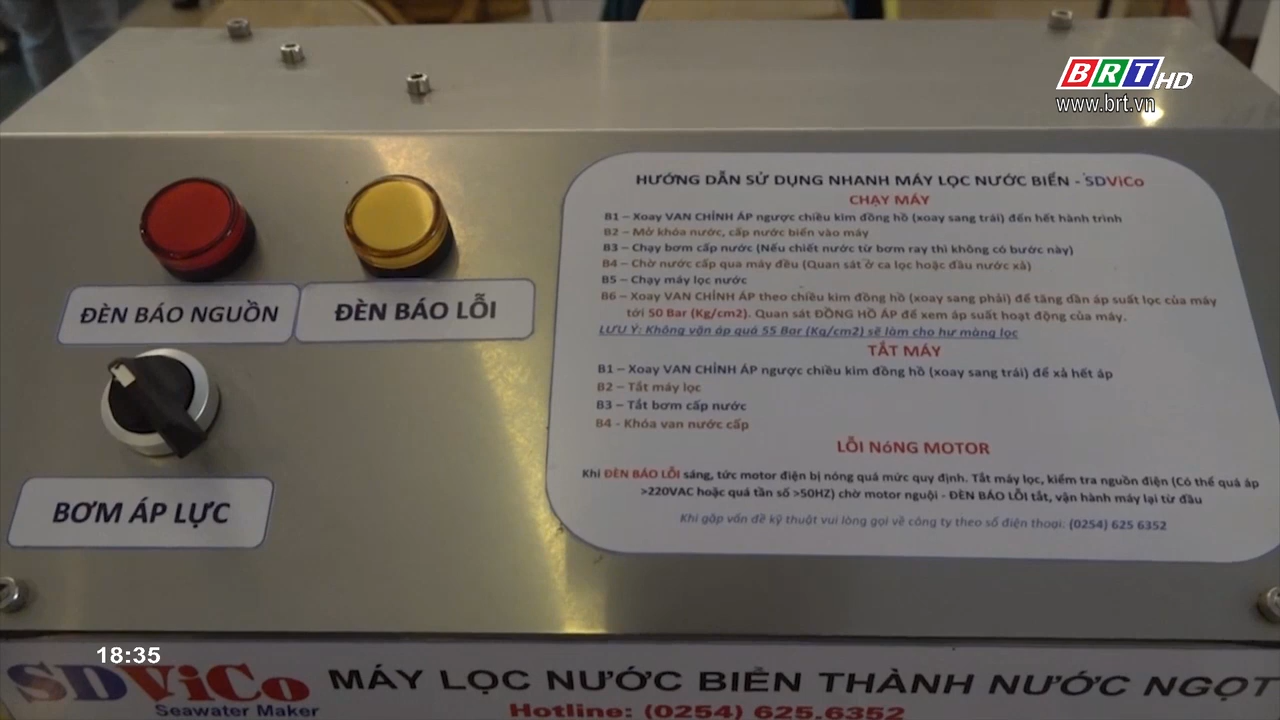 BRT HD
www.brt.vn
HƯỚNG DẪN SỬ DỤNG NHANH MÁY LỌC NƯỚC BIỂN - SDViCo
CHẠY MÁY
B1 – Xoay VAN CHỈNH ÁP ngược chiều kim đồng hồ (xoay sang trái) đến hết hành trình
B2 – Mở khóa nước, cấp nước biển vào máy
B3 – Chạy bơm cấp nước (Nếu chiết nước từ bơm ray thì không có bước này)
B4 – Chờ nước cấp qua máy đều (Quan sát ở ca lọc hoặc đầu nước xả)
B5 – Chạy máy lọc nước
B6 – Xoay VAN CHỈNH ÁP theo chiều kim đồng hồ (xoay sang phải) để tăng dần áp suất lọc của máy
tới 50 Bar (Kg/cm2). Quan sát ĐỒNG HỒ ÁP để xem áp suất hoạt động của máy.
LƯU Ý: Không vặn áp quá 55 Bar (Kg/cm2) sẽ làm cho hư màng lọc
TẮT MÁY
B1 – Xoay VAN CHỈNH ÁP ngược chiều kim đồng hồ (xoay sang trái) để xả hết áp
B2 – Tắt máy lọc
B3 – Tắt bơm cấp nước
B4 - Khóa van nước cấp
LỖI NóNG MOTOR
Khi ĐÈN BÁO LỖI sáng, tức motor điện bị nóng quá mức quy định. Tắt máy lọc, kiểm tra nguồn điện (Có thể quá áp
>220VAC hoặc quá tần số >50HZ) chờ motor nguội - ĐÈN BÁO LỖI tắt, vận hành máy lại từ đầu
Khi gặp vấn đề kỹ thuật vui lòng gọi về công ty theo số điện thoại: (0254) 625 6352
ĐÈN BÁO NGUỒN
ĐÈN BÁO LỖI
BƠM ÁP LỰC
18:35
SDViCo
Seawater Maker
MÁY LỌC NƯỚC BIỂN THÀNH NƯỚC NGỌT
Hotline: (0254) 625.6352